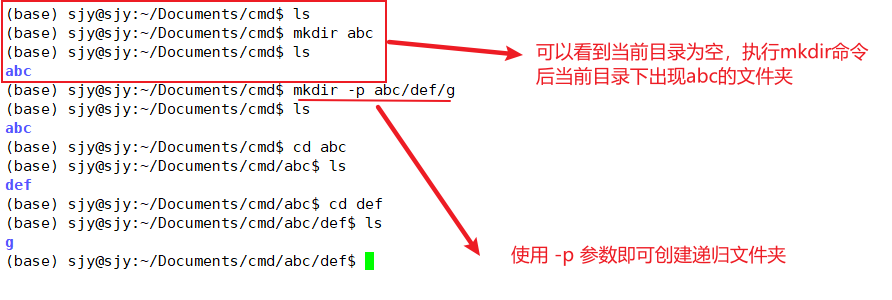 (base) sjy@sjy:~/Documents/cmd$ ls
(base) sjy@sjy:~/Documents/cmd$ mkdir abc
(base) sjy@sjy:~/Documents/cmd$ ls
abc
(base) sjy@sjy:~/Documents/cmd$ mkdir -p abc/def/g
(base) sjy@sjy:~/Documents/cmd$ ls
abc
(base) sjy@sjy:~/Documents/cmd$ cd abc
(base) sjy@sjy:~/Documents/cmd/abc$ ls
def
(base) sjy@sjy:~/Documents/cmd/abc$ cd def
(base) sjy@sjy:~/Documents/cmd/abc/def$ ls
g
(base) sjy@sjy:~/Documents/cmd/abc/def$
可以看到当前目录为空，执行mkdir命令
后当前目录下出现abc的文件夹
使用 -p 参数即可创建递归文件夹